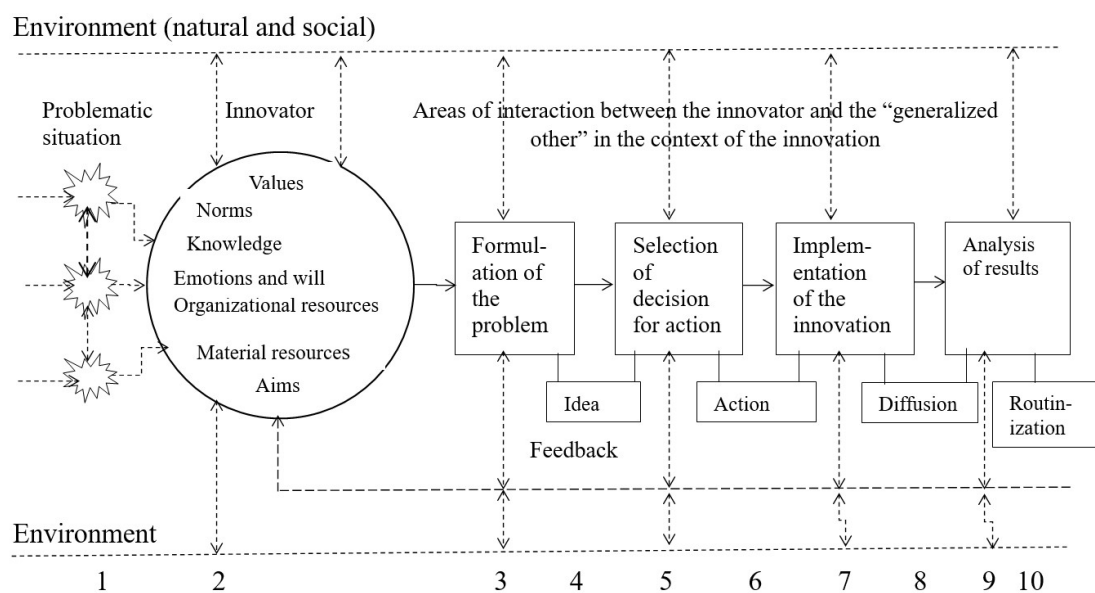 Environment (natural and social)
Problematic
situation
Innovator
Areas of interaction between the innovator and the “generalized
other” in the context of the innovation
Values
Norms
Knowledge
Emotions and will
Organizational resources
Material resources
Aims
Formul-
ation of
the
problem
Selection
of
decision
for action
Implem-
entation
of the
innovation
Analysis
of results
Idea
Action
Diffusion
Routin-
ization
Feedback
Environment
1 2 3 4 5 6 7 8 9 10